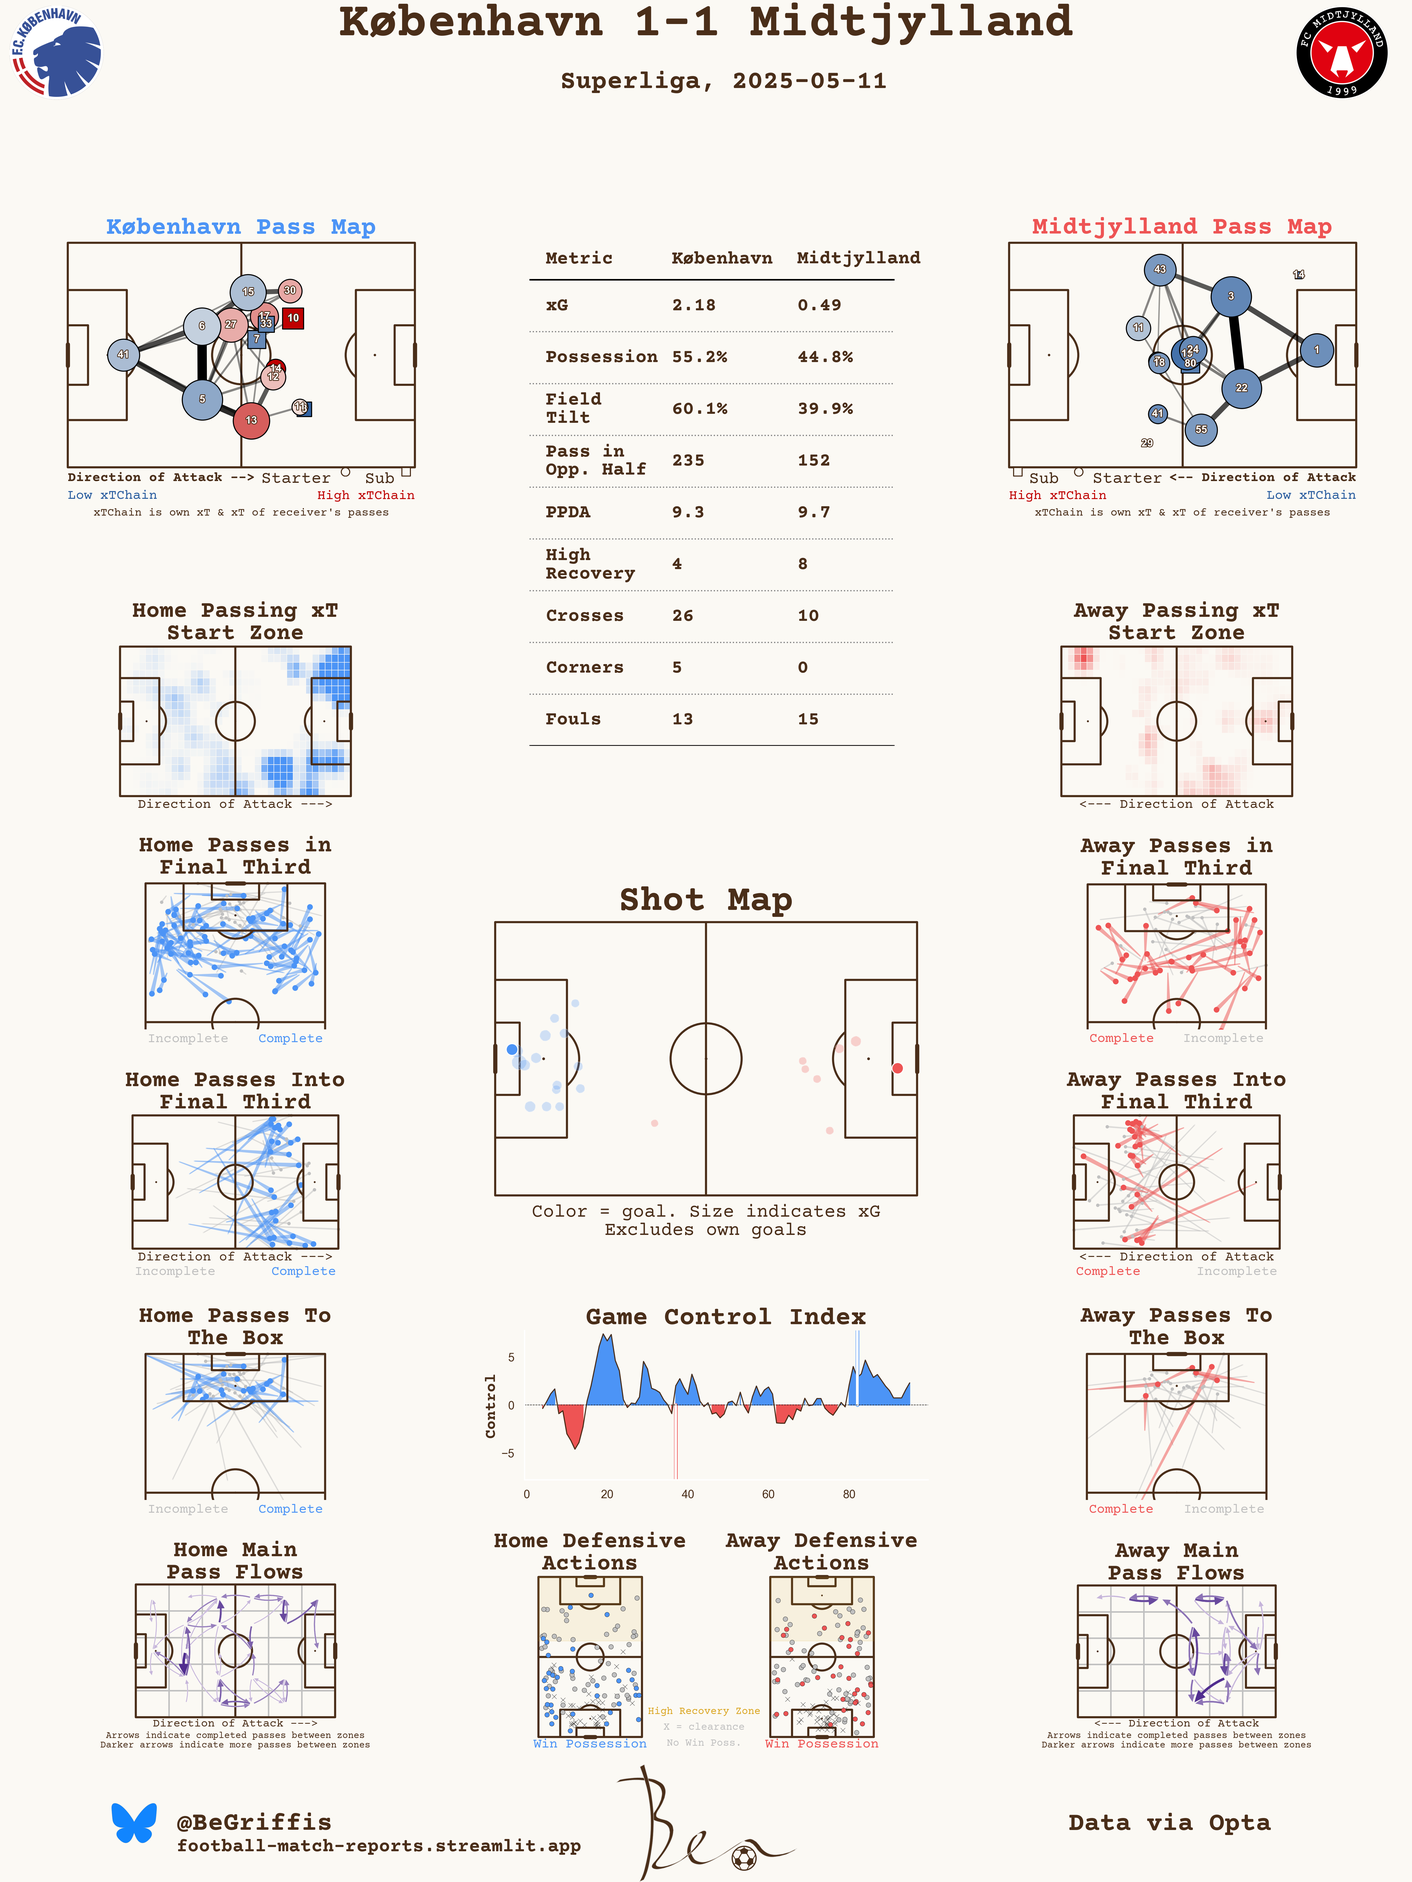 København 1-1 Midtjylland
Superliga, 2025-05-11
F.C. KØBENHAVN
FC MIDTJYLLAND
1999
København Pass Map
41
6
5
15
30
27
17
33
10
7
14
12
13
11
Direction of Attack --> Starter Sub
Low xTChain High xTChain
xTChain is own xT & xT of receiver's passes
Metric København Midtjylland
xG 2.18 0.49
Possession 55.2% 44.8%
Field
Tilt 60.1% 39.9%
Pass in
Opp. Half 235 152
PPDA 9.3 9.7
High
Recovery 4 8
Crosses 26 10
Corners 5 0
Fouls 13 15
Midtjylland Pass Map
43
14
3
11
24
18
80
1
22
41
55
29
Sub Starter <-- Direction of Attack
High xTChain Low xTChain
xTChain is own xT & xT of receiver's passes
Home Passing xT
Start Zone
Direction of Attack --->
Away Passing xT
Start Zone
<--- Direction of Attack
Home Passes in
Final Third
Incomplete Complete
Away Passes in
Final Third
Complete Incomplete
Shot Map
Color = goal. Size indicates xG
Excludes own goals
Home Passes Into
Final Third
Direction of Attack --->
Incomplete Complete
Away Passes Into
Final Third
<--- Direction of Attack
Complete Incomplete
Home Passes To
The Box
Incomplete Complete
Game Control Index
Control
5
0
−5
0 20 40 60 80
Away Passes To
The Box
Complete Incomplete
Home Main
Pass Flows
Direction of Attack --->
Arrows indicate completed passes between zones
Darker arrows indicate more passes between zones
Home Defensive
Actions
Win Possession
High Recovery Zone
X = clearance
No Win Poss.
Away Defensive
Actions
Win Possession
Away Main
Pass Flows
<--- Direction of Attack
Arrows indicate completed passes between zones
Darker arrows indicate more passes between zones
@BeGriffis
football-match-reports.streamlit.app
Ben
Data via Opta